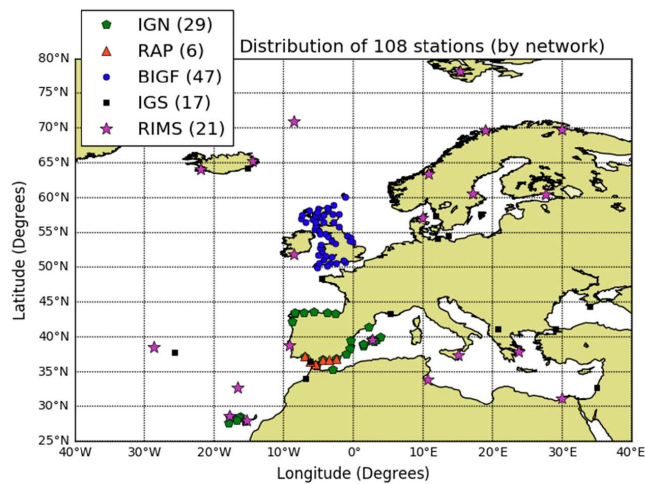 IGN (29)
RAP (6)
BIGF (47)
IGS (17)
RIMS (21)
Distribution of 108 stations (by network)
80°N
75°N
70°N
65°N
60°N
55°N
50°N
45°N
40°N
35°N
30°N
25°N
40°W
30°W
20°W
10°W
0°
10°E
20°E
30°E
40°E
Latitude (Degrees)
Longitude (Degrees)